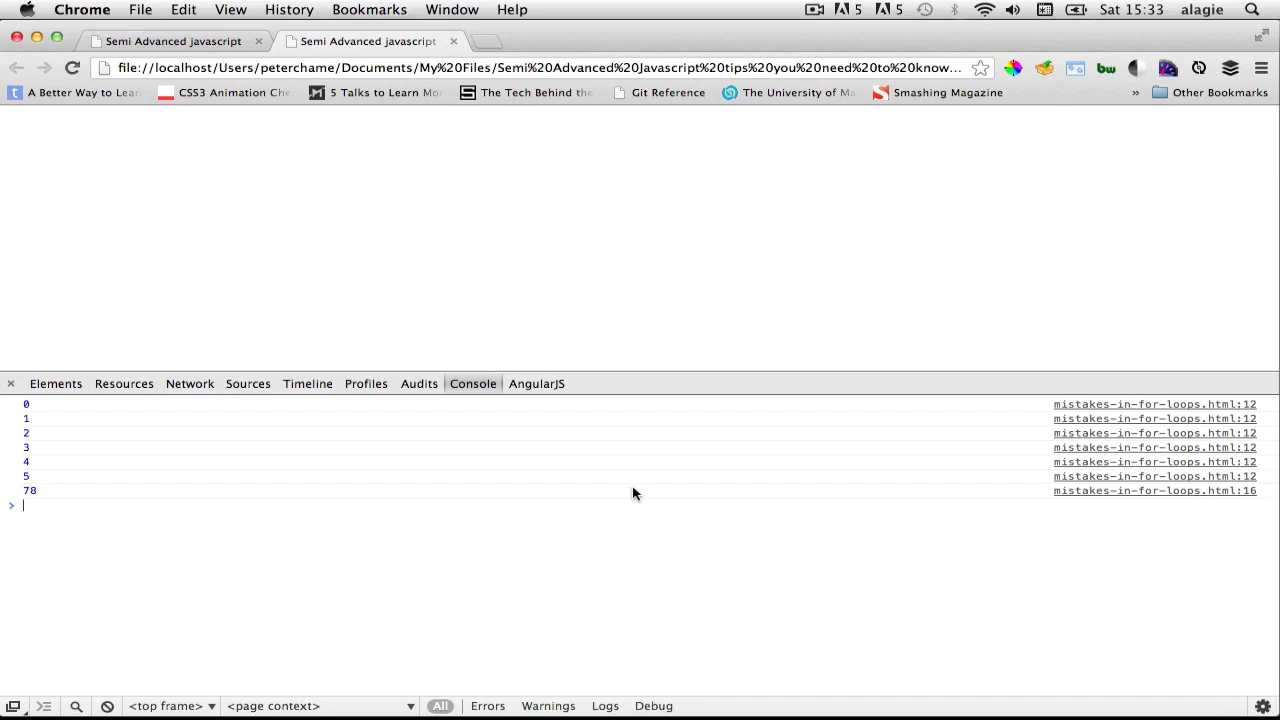 Chrome File Edit View History Bookmarks Window Help 5 5 Sat 15:33 alagie
Semi Advanced javascript Semi Advanced javascript
file://localhost/Users/peterchame/Documents/My%20Files/Semi%20Advanced%20Javascript%20tips%20you%20need%20to%20know...
t A Better Way to Lear CSS3 Animation Che 5 Talks to Learn Mor S The Tech Behind the Git Reference The University of Ma S Smashing Magazine » Other Bookmarks
× Elements Resources Network Sources Timeline Profiles Audits Console AngularJS
0 mistakes-in-for-loops.html:12
1 mistakes-in-for-loops.html:12
2 mistakes-in-for-loops.html:12
3 mistakes-in-for-loops.html:12
4 mistakes-in-for-loops.html:12
5 mistakes-in-for-loops.html:12
78 mistakes-in-for-loops.html:16
>
<top frame> <page context> All Errors Warnings Logs Debug